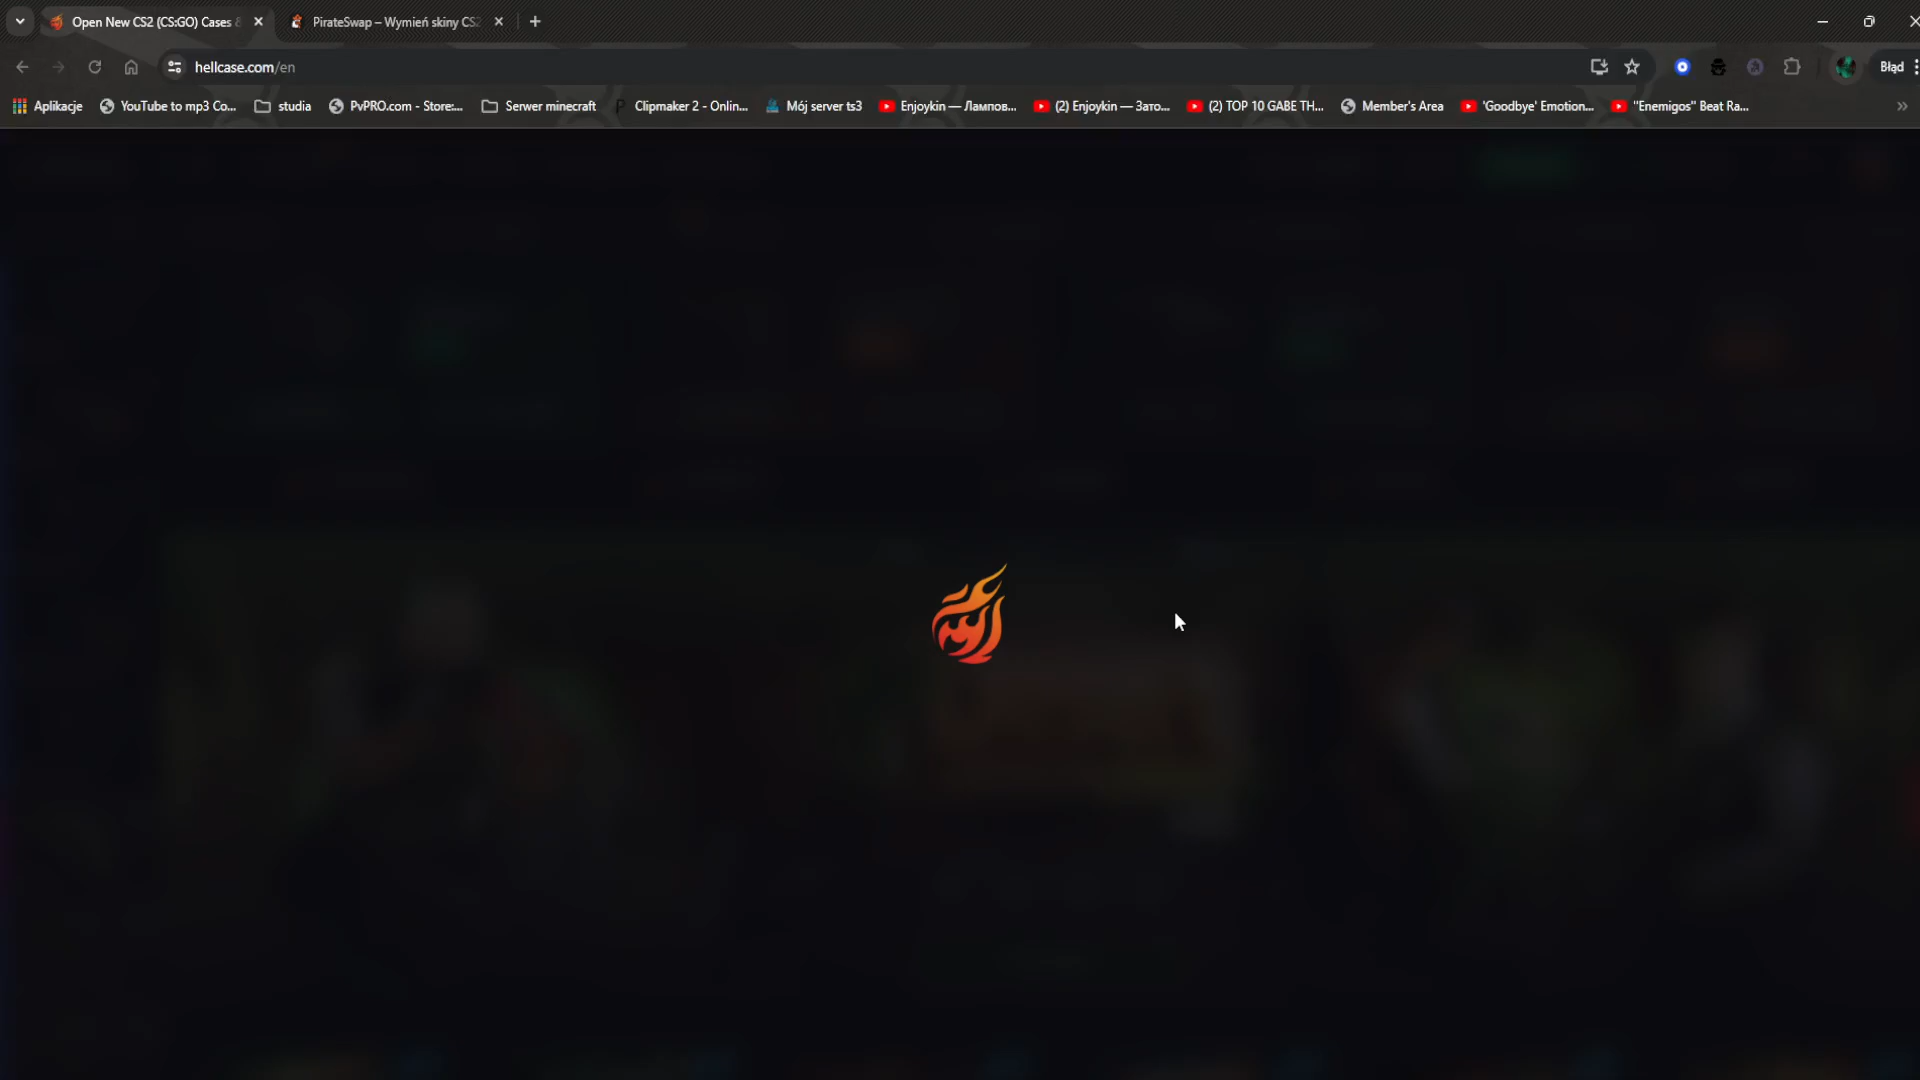 Open New CS2 (CS:GO) Cases &
PirateSwap – Wymień skiny CS2
hellcase.com/en
Błąd
Aplikacje
YouTube to mp3 Co...
studia
PvPRO.com - Store:...
Serwer minecraft
Clipmaker 2 - Onlin...
Mój server ts3
Enjoykin — Лампов...
(2) Enjoykin — Зато...
(2) TOP 10 GABE TH...
Member's Area
'Goodbye' Emotion...
"Enemigos" Beat Ra...